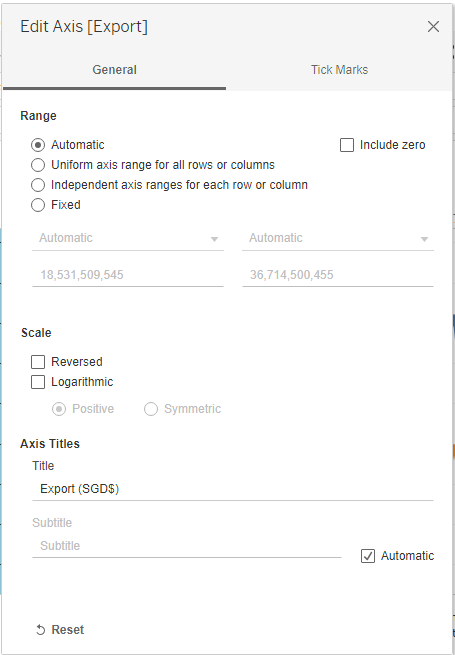 Edit Axis [Export]
General Tick Marks
Range
Automatic Include zero
Uniform axis range for all rows or columns
Independent axis ranges for each row or column
Fixed
Automatic Automatic
18,531,509,545 36,714,500,455
Scale
Reversed
Logarithmic
Positive Symmetric
Axis Titles
Title
Export (SGD$)
Subtitle
Subtitle Automatic
Reset